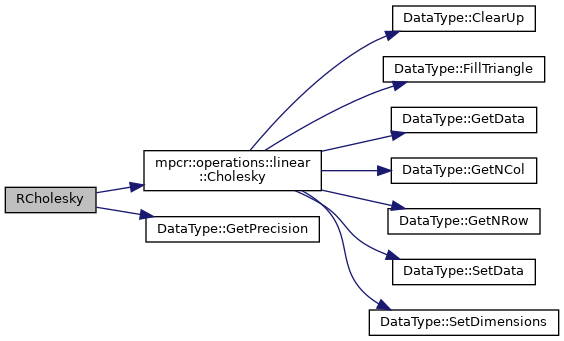 RCholesky
mpcr::operations::linear
::Cholesky
DataType::GetPrecision
DataType::ClearUp
DataType::FillTriangle
DataType::GetData
DataType::GetNCol
DataType::GetNRow
DataType::SetData
DataType::SetDimensions